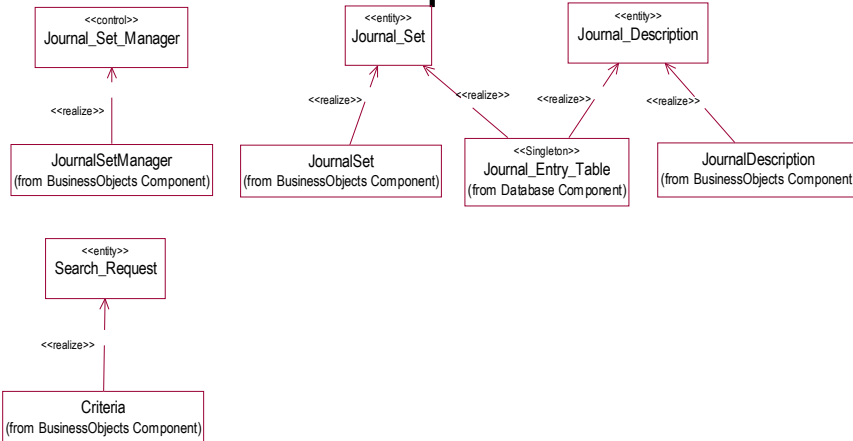 <<control>>
Journal_Set_Manager
<<entity>>
Journal_Set
<<entity>>
Journal_Description
<<realize>>
<<realize>>
<<realize>>
<<realize>>
<<realize>>
JournalSetManager
(from BusinessObjects Component)
JournalSet
(from BusinessObjects Component)
<<Singleton>>
Journal_Entry_Table
(from Database Component)
JournalDescription
(from BusinessObjects Component
<<entity>>
Search_Request
<<realize>>
Criteria
(from BusinessObjects Component)